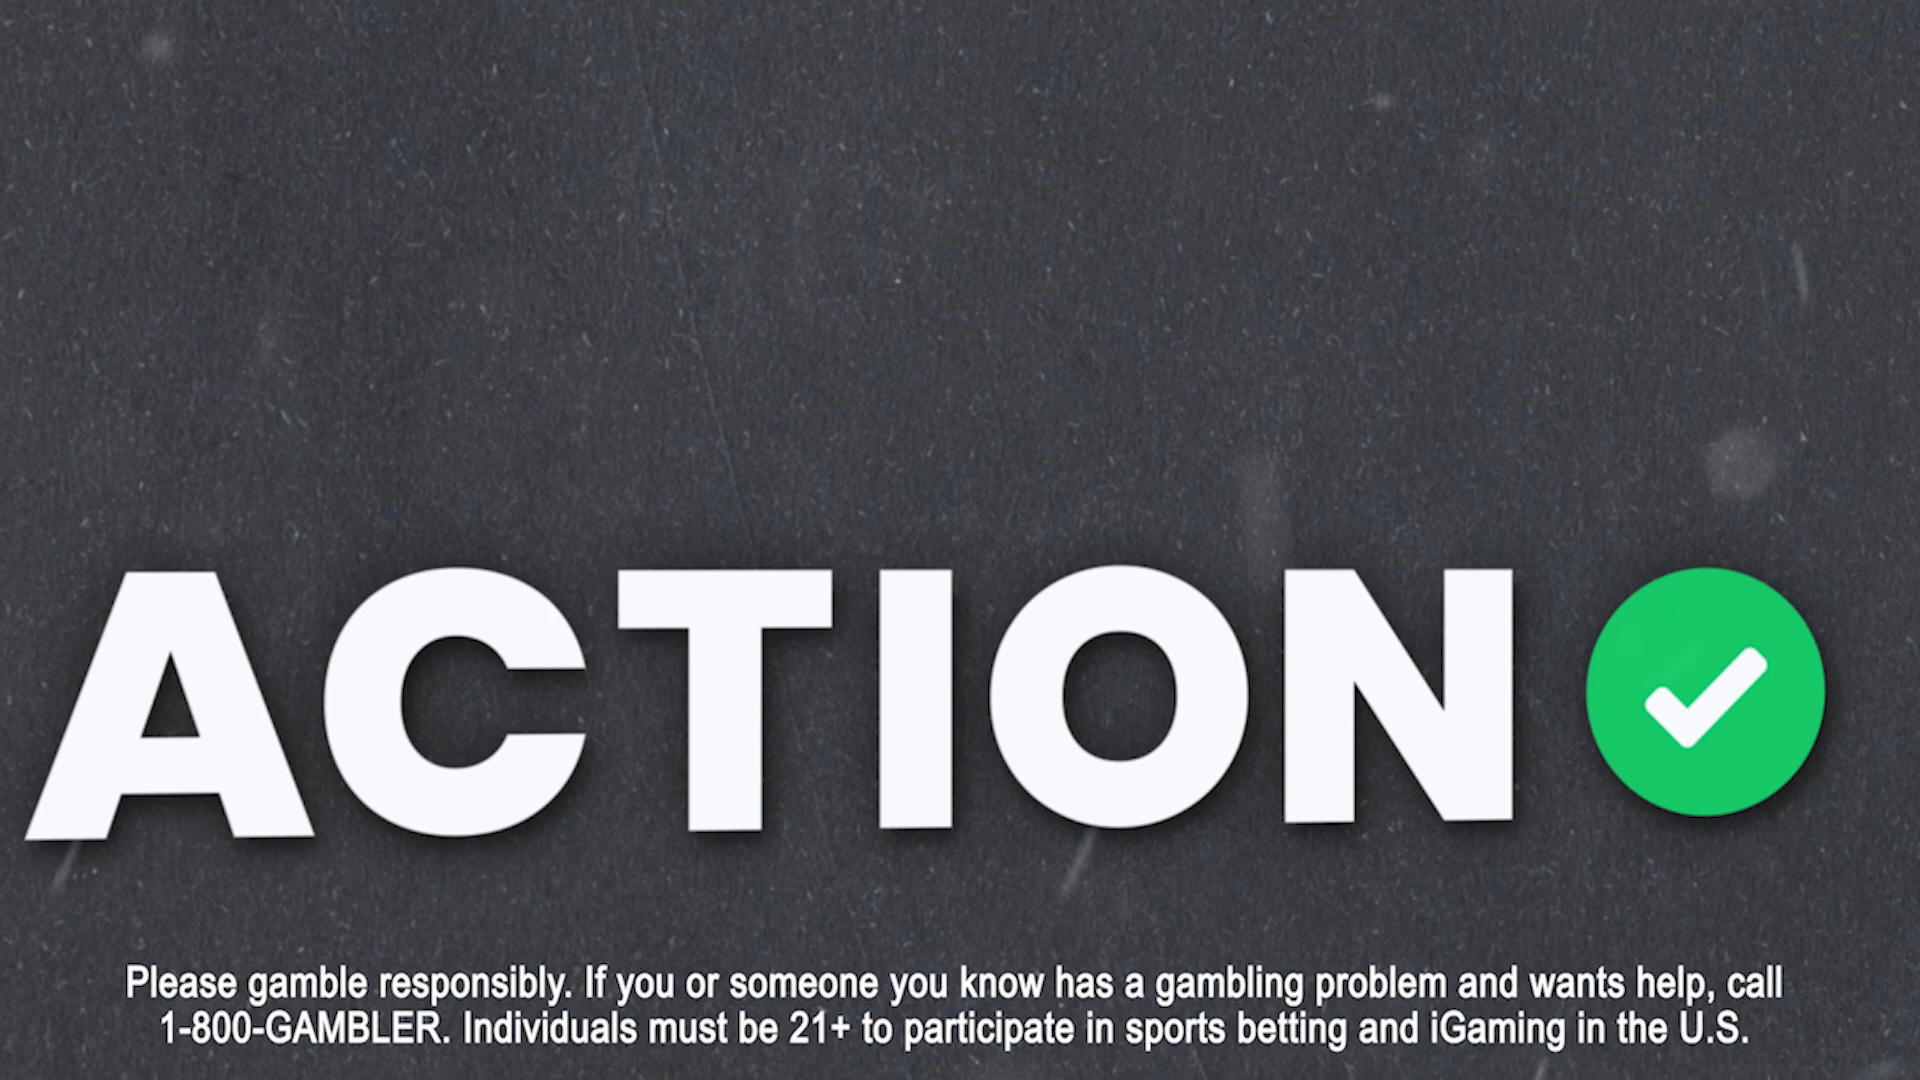 ACTION
Please gamble responsibly. If you or someone you know has a gambling problem and wants help, call
1-800-GAMBLER. Individuals must be 21+ to participate in sports betting and iGaming in the U.S.